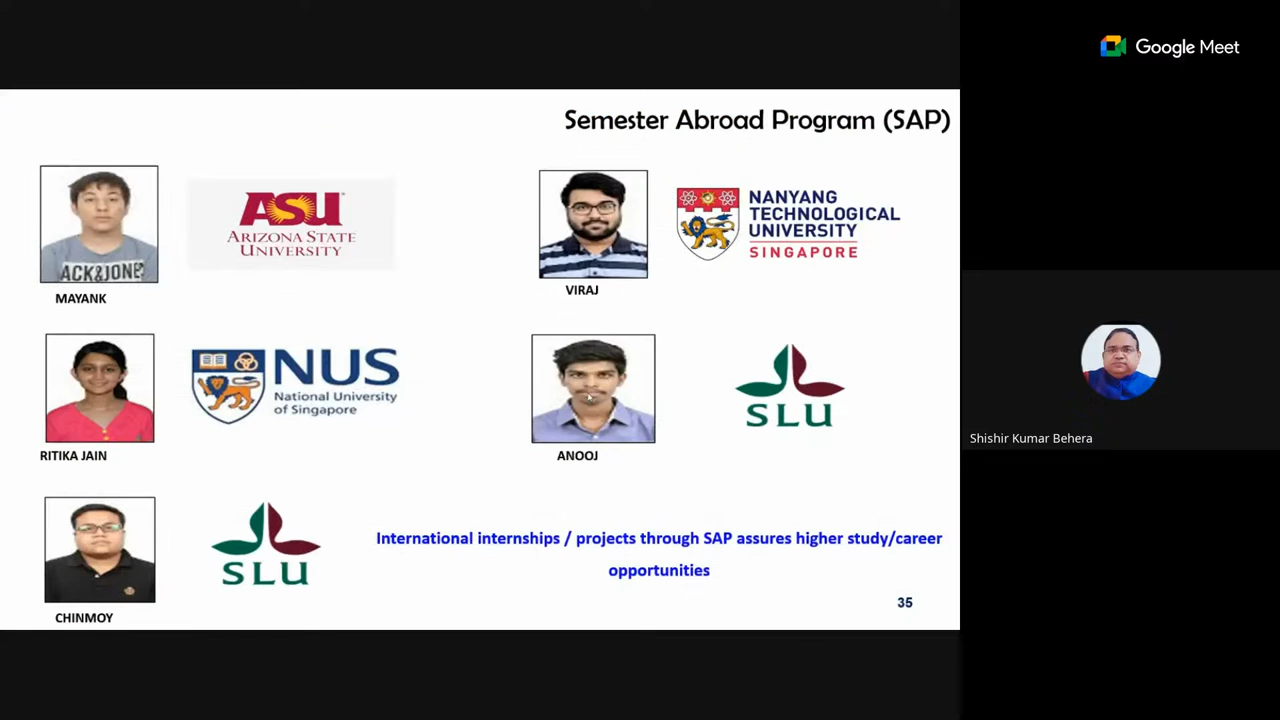 Google Meet
Semester Abroad Program (SAP)
ACK&JONE
ASU
ARIZONA STATE
UNIVERSITY
MAYANK
VIRAJ
NANYANG
TECHNOLOGICAL
UNIVERSITY
SINGAPORE
RITIKA JAIN
NUS
National University
of Singapore
ANOOJ
SLU
CHINMOY
SLU
International internships / projects through SAP assures higher study/career
opportunities
35
Shishir Kumar Behera